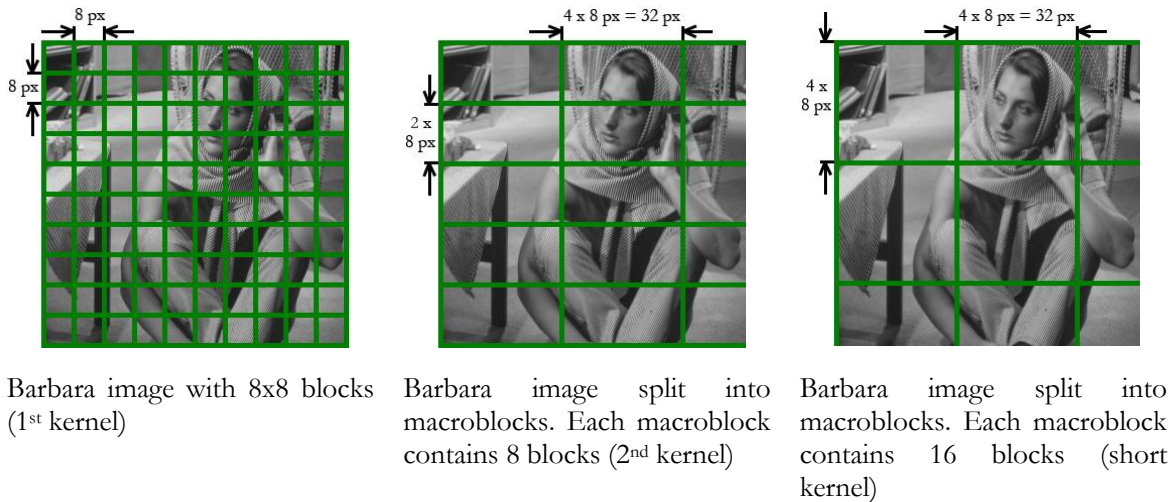 8 px
8 px
4 x 8 px = 32 px
2 x
8 px
4 x 8 px = 32 px
4 x
8 px
Barbara image with 8x8 blocks
(1st kernel)
Barbara image split into
macroblocks. Each macroblock
contains 8 blocks (2nd kernel)
Barbara image split into
macroblocks. Each macroblock
contains 16 blocks (short
kernel)